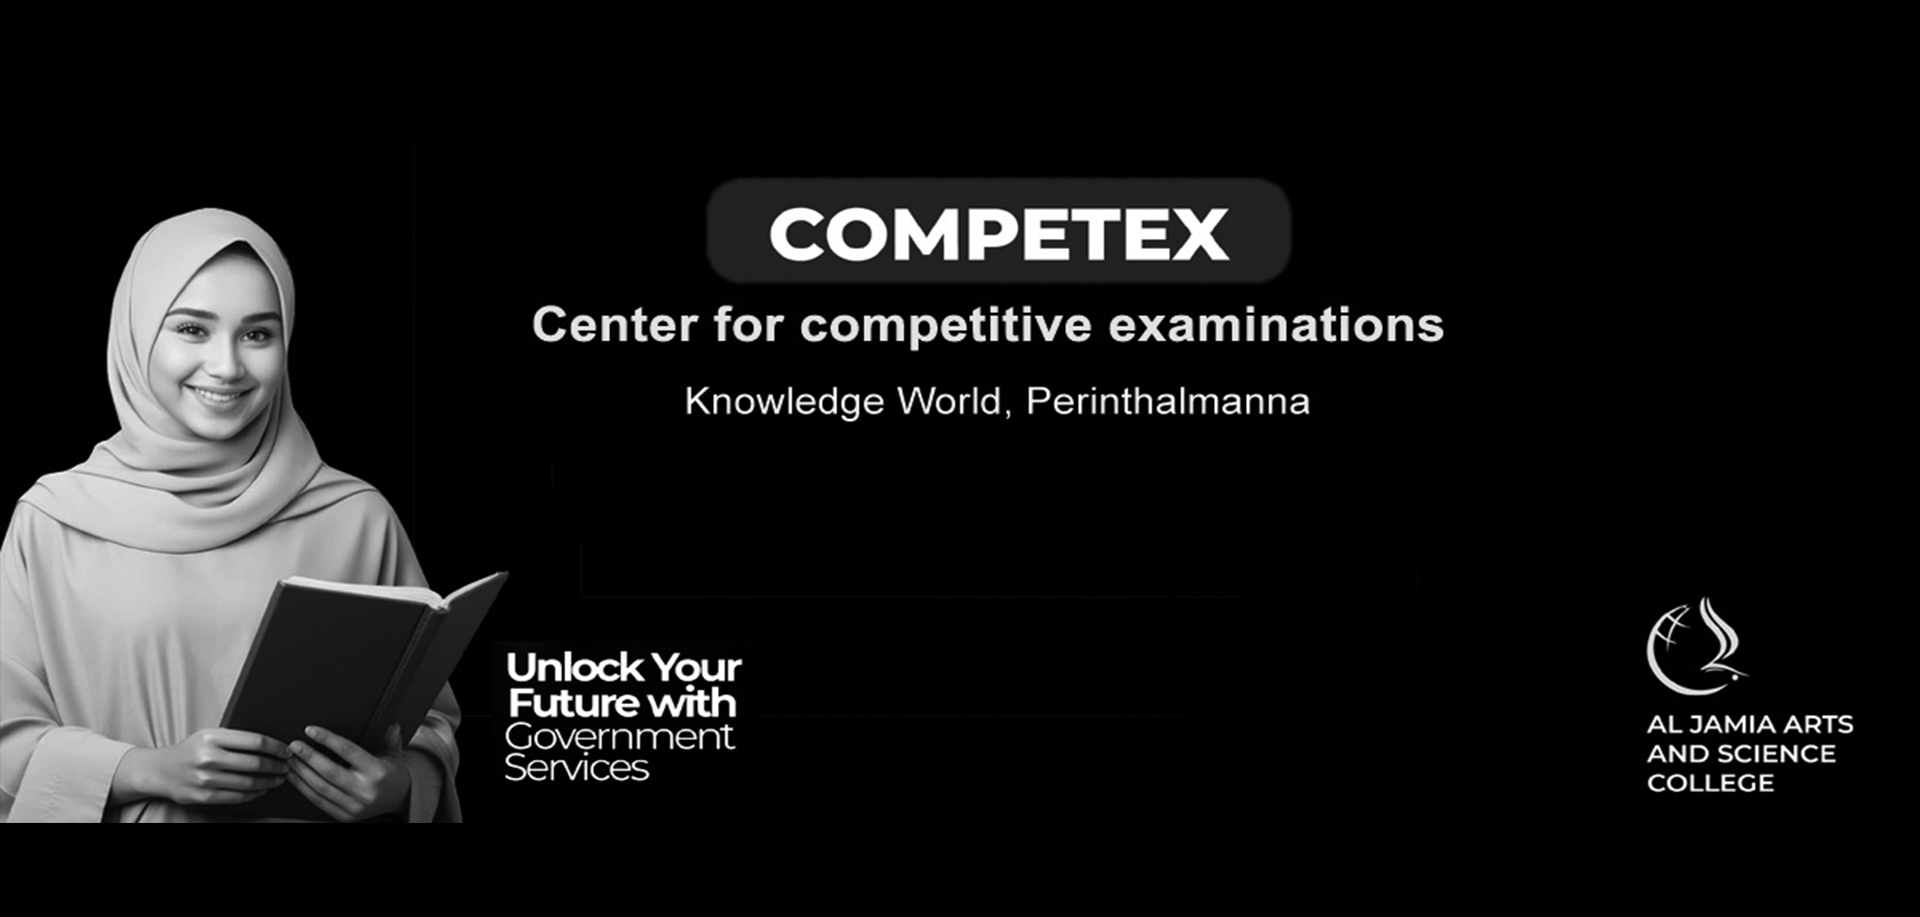 COMPETEX
Center for competitive examinations
Knowledge World, Perinthalmanna
Unlock Your
Future with
Government
Services
AL JAMIA ARTS
AND SCIENCE
COLLEGE